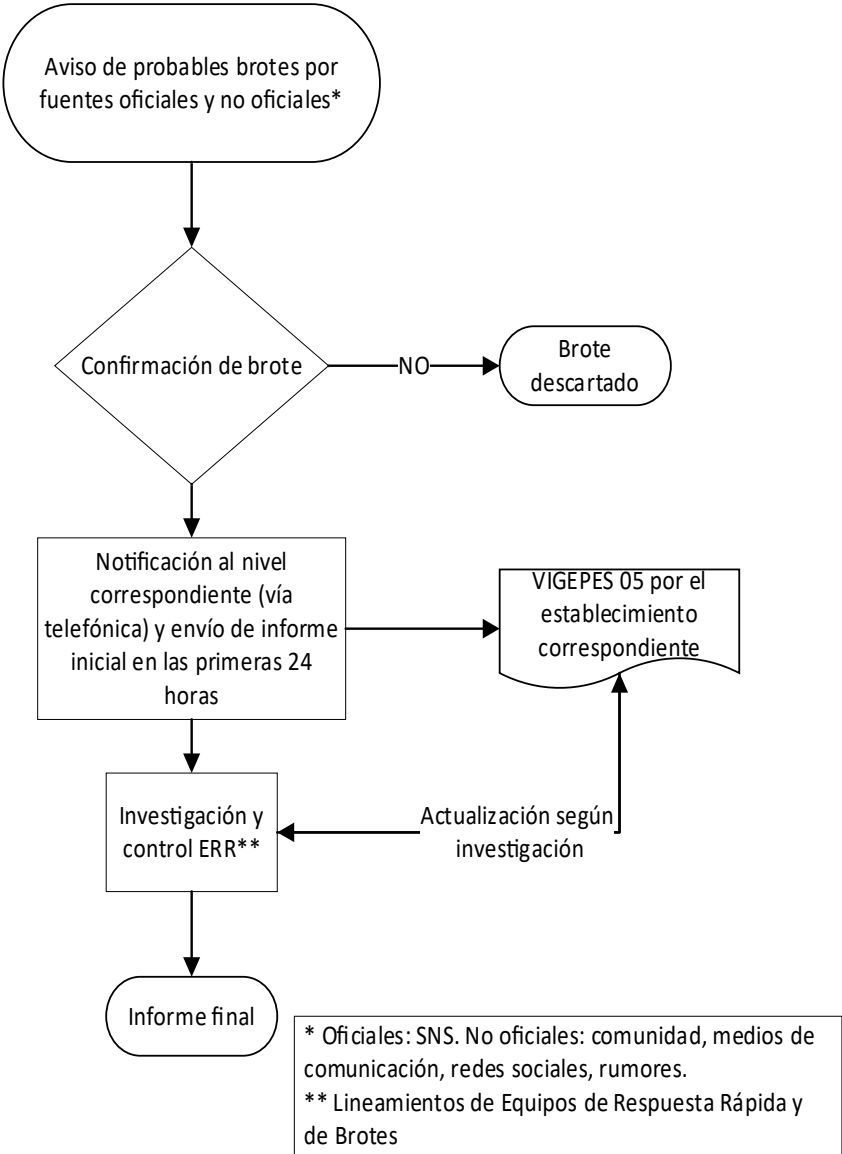 Aviso de probables brotes por
fuentes oficiales y no oficiales*
Confirmación de brote
NO
Brote
descartado
Notificación al nivel
correspondiente (vía
telefónica) y envío de informe
inicial en las primeras 24
horas
VIGEPES 05 por el
establecimiento
correspondiente
Investigación y
control ERR**
Actualización según
investigación
Informe final
* Oficiales: SNS. No oficiales: comunidad, medios de
comunicación, redes sociales, rumores.
** Lineamientos de Equipos de Respuesta Rápida y
de Brotes